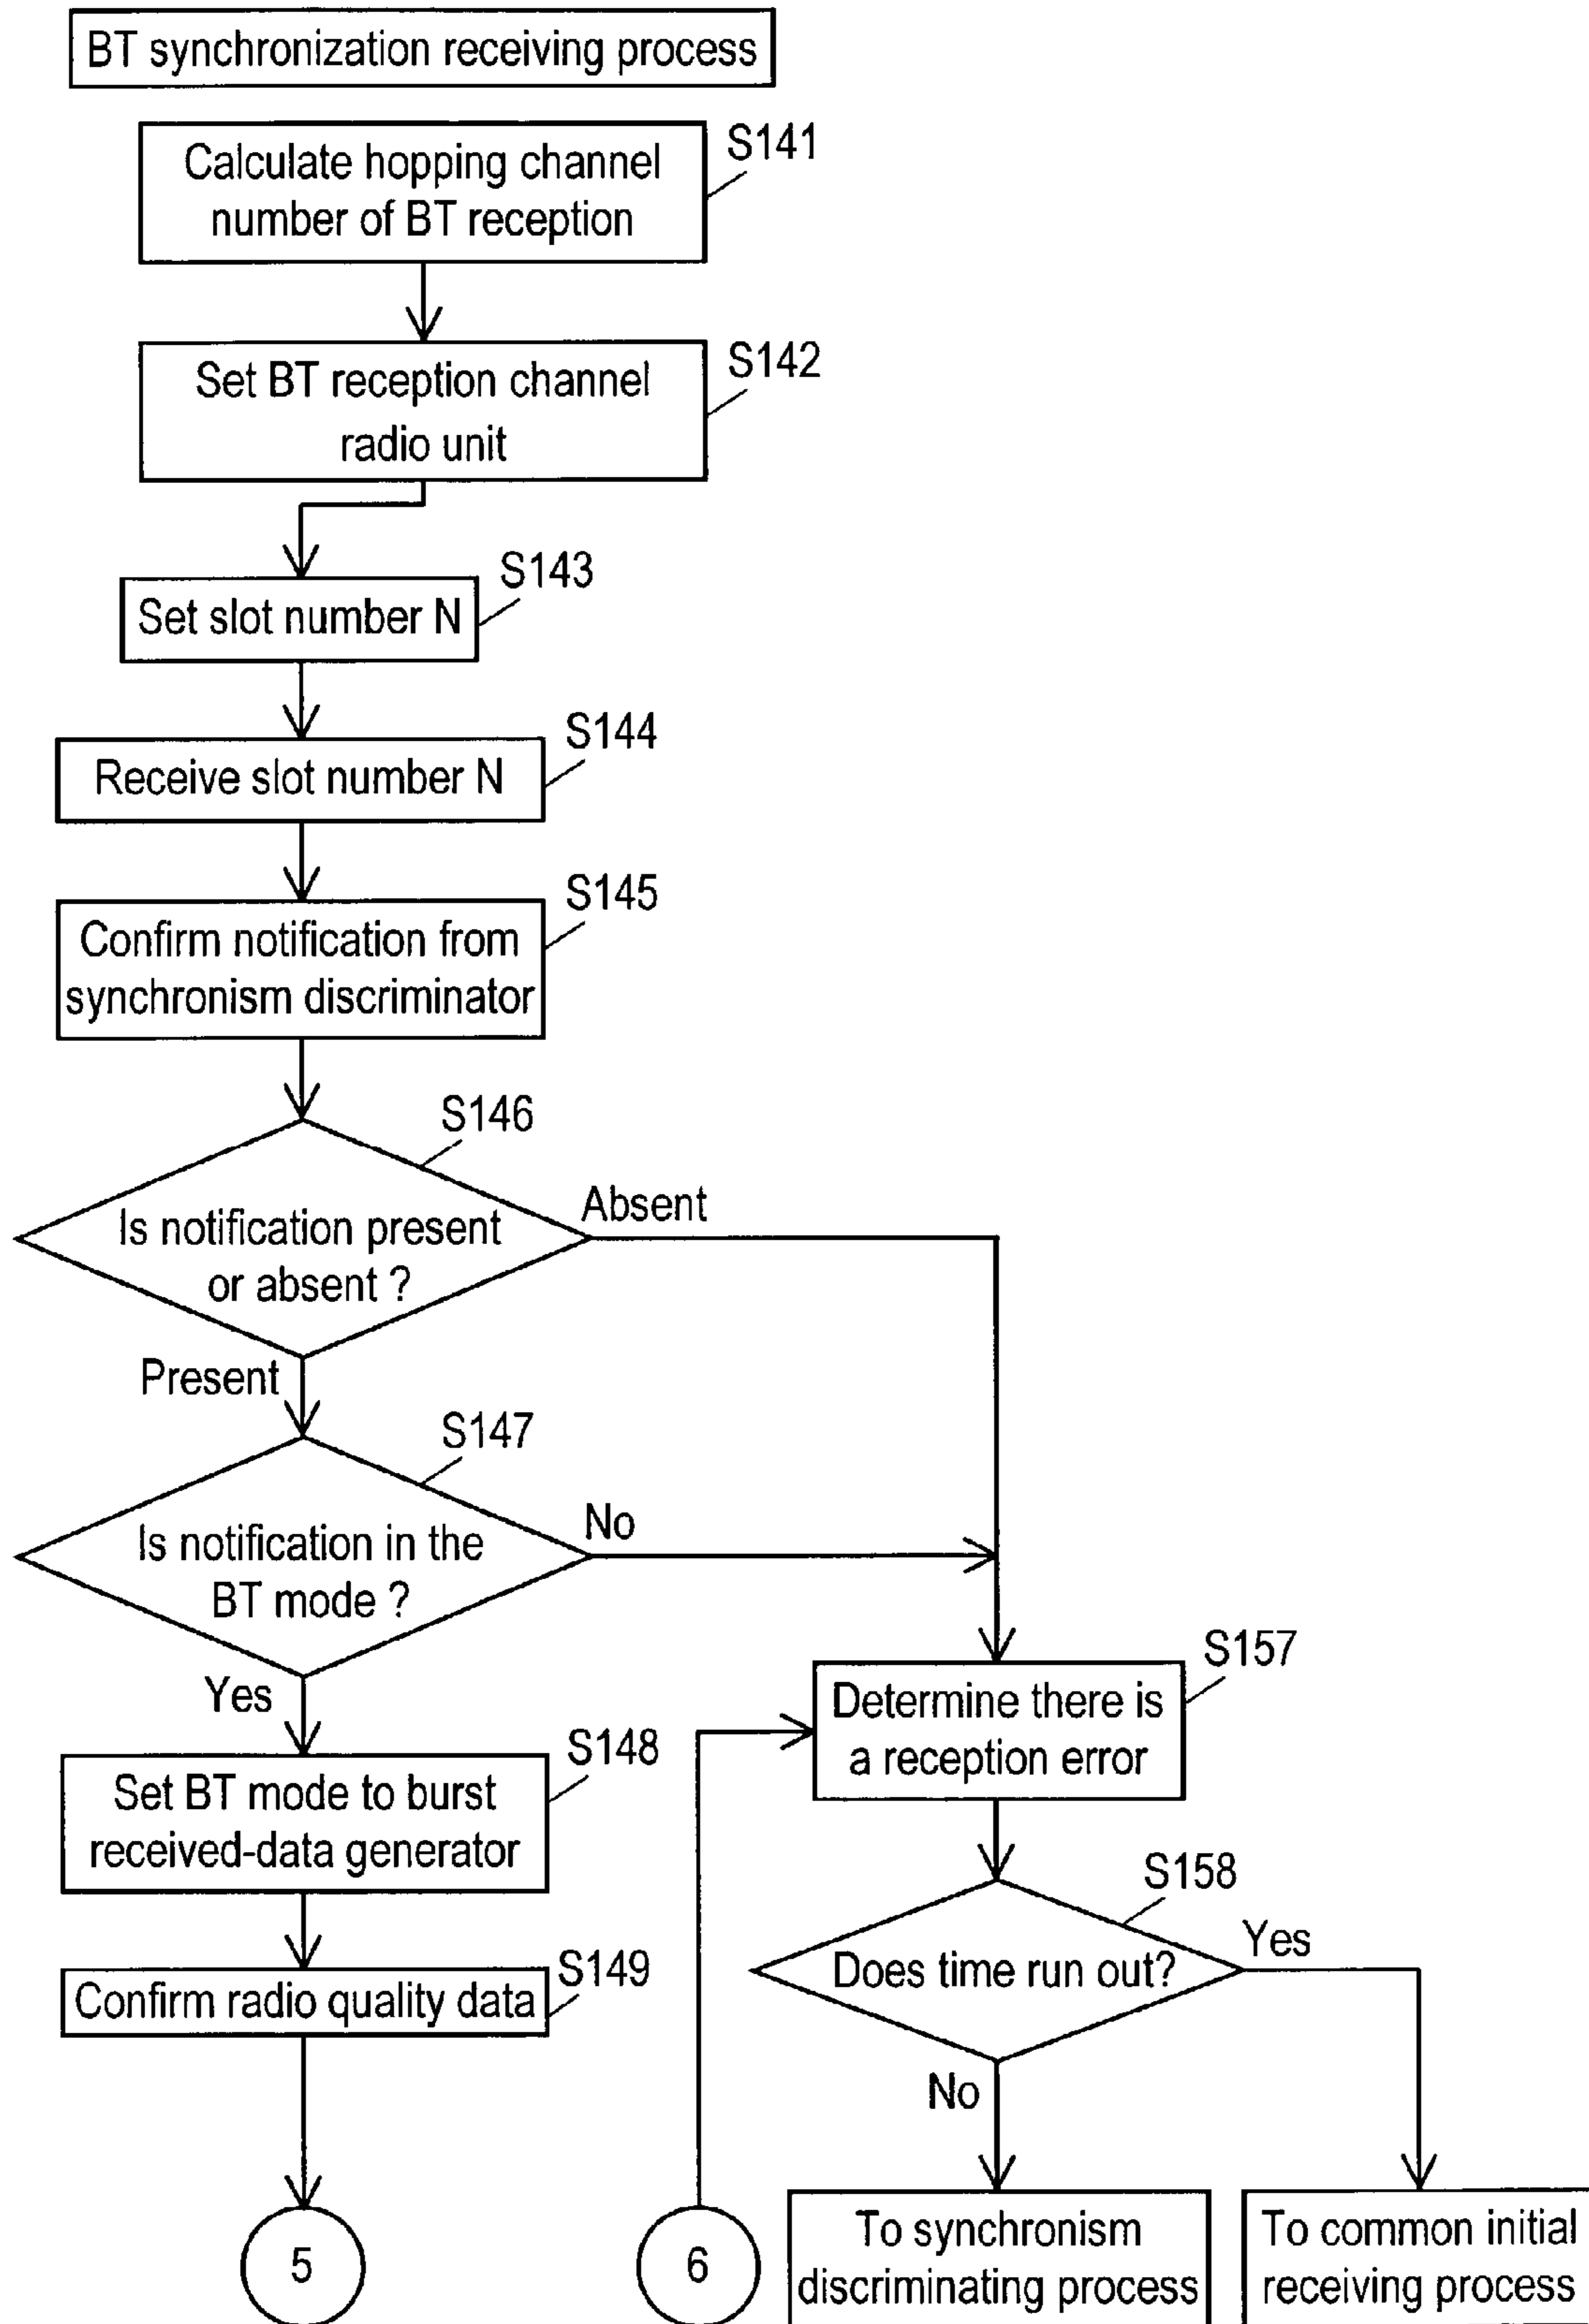 BT synchronization receiving process
S141
Calculate hopping channel
number of BT reception
S142
Set BT reception channel
radio unit
S143
Set slot number N
S144
Receive slot number N
S145
Confirm notification from
synchronism discriminator
S146
Is notification present
or absent ?
Absent
Present
S147
Is notification in the
BT mode ?
No
Yes
S148
Set BT mode to burst
received-data generator
S149
Confirm radio quality data
5
S157
Determine there is
a reception error
S158
Does time run out?
Yes
No
6
To synchronism
discriminating process
To common initial
receiving process